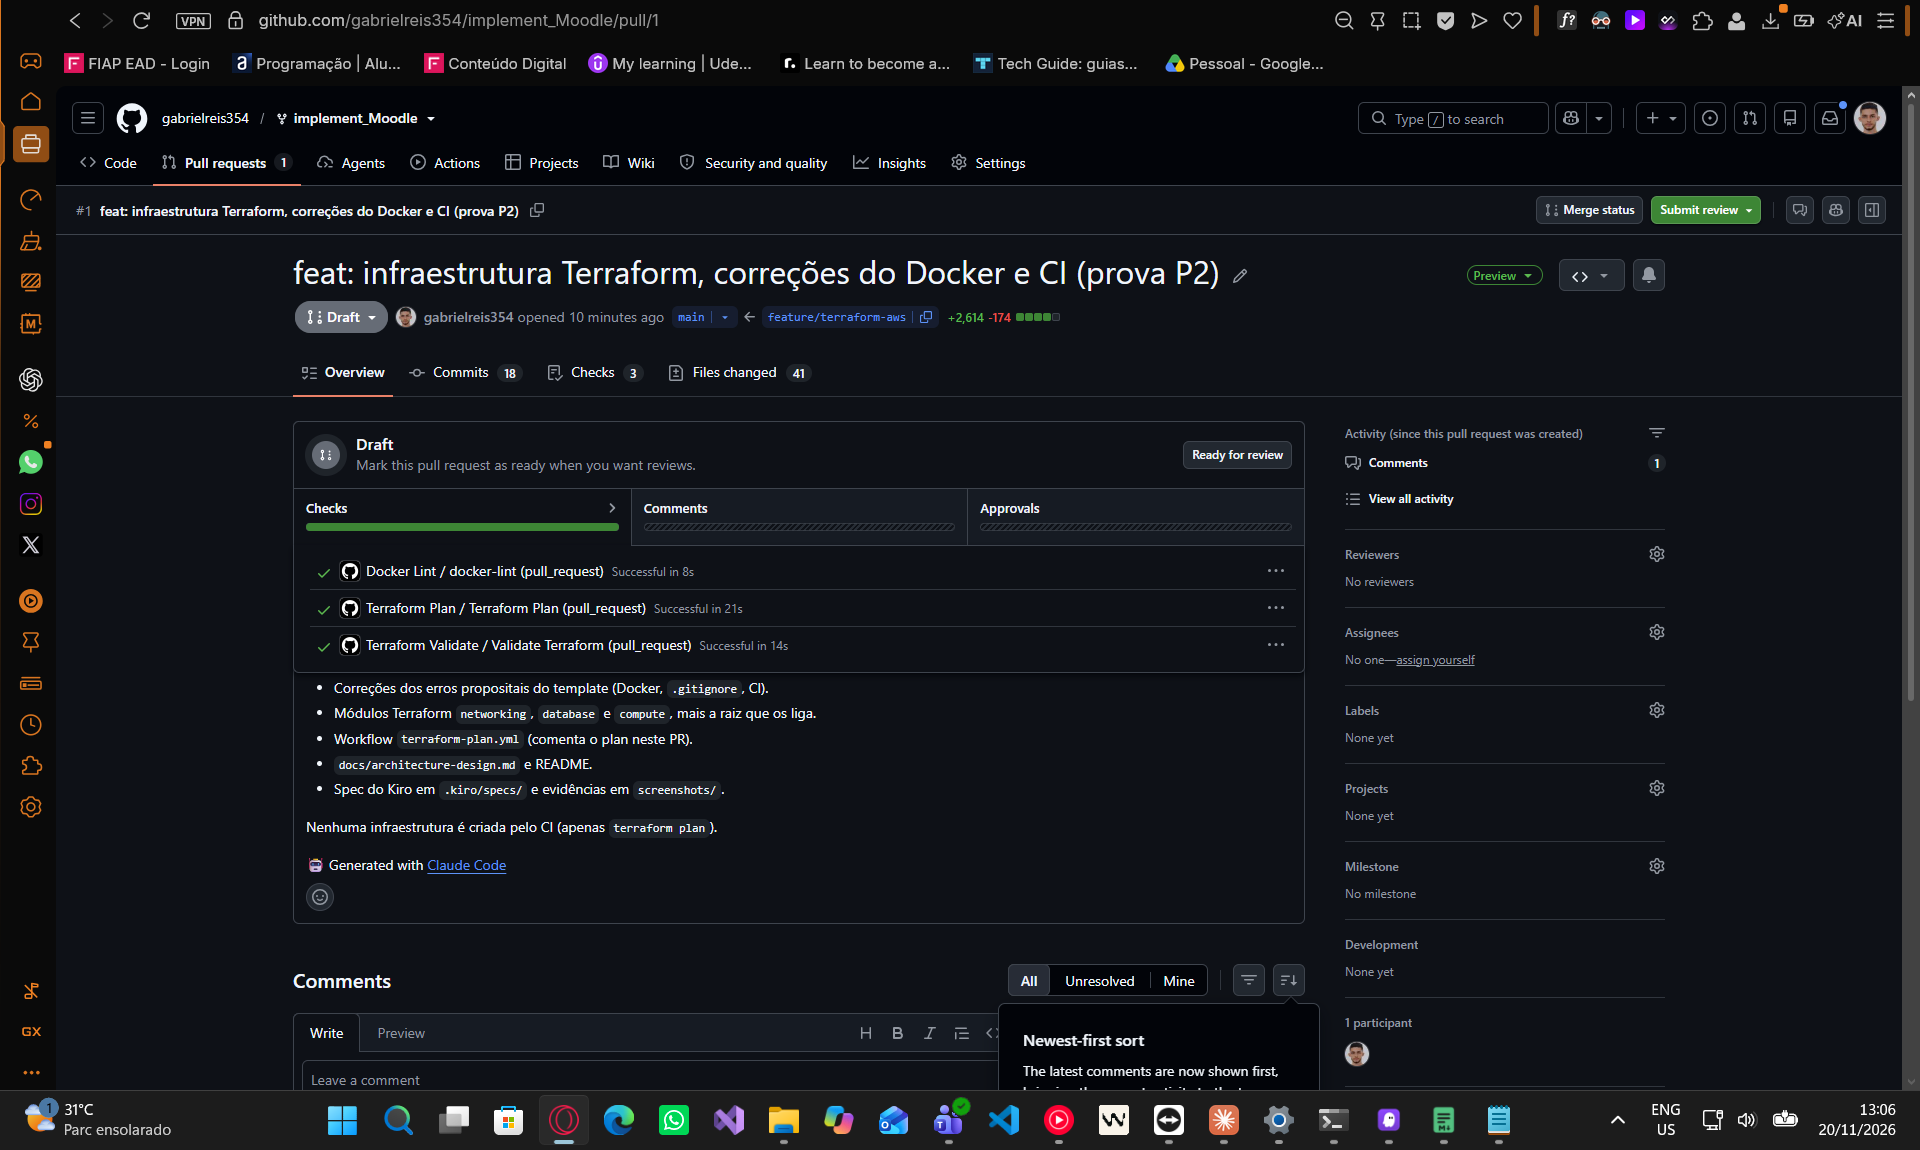 VPN github.com/gabrielreis354/implement_Moodle/pull/1 f? AI
FIAP EAD - Login Programação | Alu... Conteúdo Digital My learning | Ude... Learn to become a... Tech Guide: guias... Pessoal - Google...
gabrielreis354 / implement_Moodle Type / to search
Code Pull requests 1 Agents Actions Projects Wiki Security and quality Insights Settings
#1 feat: infraestrutura Terraform, correções do Docker e CI (prova P2) Merge status Submit review
feat: infraestrutura Terraform, correções do Docker e CI (prova P2) Preview
Draft gabrielreis354 opened 10 minutes ago main feature/terraform-aws +2,614 -174
Overview Commits 18 Checks 3 Files changed 41
Draft
Mark this pull request as ready when you want reviews.
Ready for review
Checks Comments Approvals
Docker Lint / docker-lint (pull_request) Successful in 8s
Terraform Plan / Terraform Plan (pull_request) Successful in 21s
Terraform Validate / Validate Terraform (pull_request) Successful in 14s
Correções dos erros propositais do template (Docker, .gitignore, CI).
Módulos Terraform networking, database e compute, mais a raiz que os liga.
Workflow terraform-plan.yml (comenta o plan neste PR).
docs/architecture-design.md e README.
Spec do Kiro em .kiro/specs/ e evidências em screenshots/.
Nenhuma infraestrutura é criada pelo CI (apenas terraform plan).
Generated with Claude Code
Comments All Unresolved Mine
Write Preview H B I
Leave a comment
Newest-first sort
The latest comments are now shown first,
Activity (since this pull request was created)
Comments 1
View all activity
Reviewers
No reviewers
Assignees
No one—assign yourself
Labels
None yet
Projects
None yet
Milestone
No milestone
Development
None yet
1 participant
GX
1 31°C
Parc ensolarado
ENG
US
13:06
20/11/2026